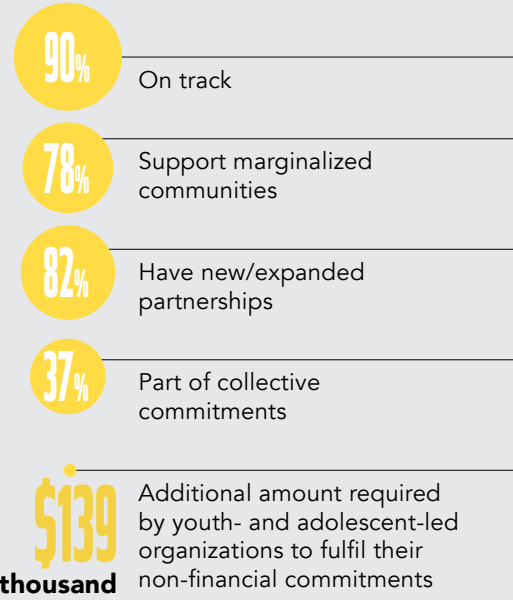 90%
On track
78%
Support marginalized
communities
82%
Have new/expanded
partnerships
37%
Part of collective
commitments
$139
thousand
Additional amount required
by youth- and adolescent-led
organizations to fulfil their
non-financial commitments